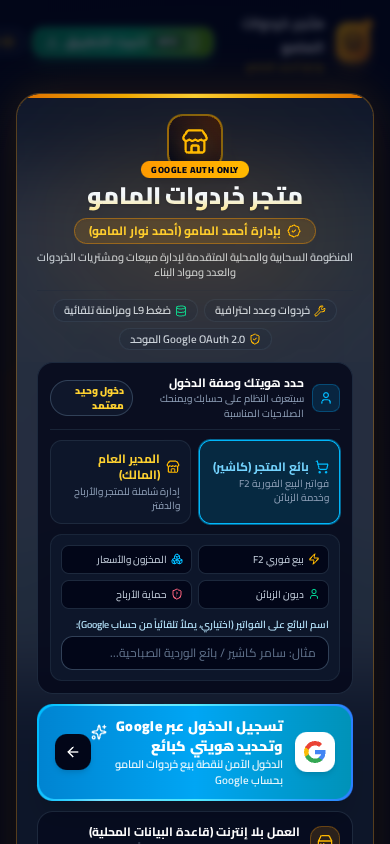 GOOGLE AUTH ONLY
متجر خردوات المامو
بإدارة أحمد المامو (أحمد نوار المامو)
المنظومة السحابية والمحلية المتقدمة لإدارة مبيعات ومشتريات الخردوات
والعدد ومواد البناء
خردوات وعدد احترافية
ضغط L9 ومزامنة تلقائية
Google OAuth 2.0 الموحد
حدد هويتك وصفة الدخول
سيتعرف النظام على حسابك ويمنحك
الصلاحيات المناسبة
دخول وحيد
معتمد
بائع المتجر (كاشير)
فواتير البيع الفورية F2
وخدمة الزبائن
المدير العام
(المالك)
إدارة شاملة للمتجر والأرباح
والدفتر
بيع فوري F2
المخزون والأسعار
ديون الزبائن
حماية الأرباح
اسم البائع على الفواتير (اختياري، يملأ تلقائياً من حساب Google):
مثال: سامر كاشير / بائع الوردية الصباحية...
تسجيل الدخول عبر Google
وتحديد هويتي كبائع
الدخول الآمن لنقطة بيع خردوات المامو
بحساب Google
العمل بلا إنترنت (قاعدة البيانات المحلية)